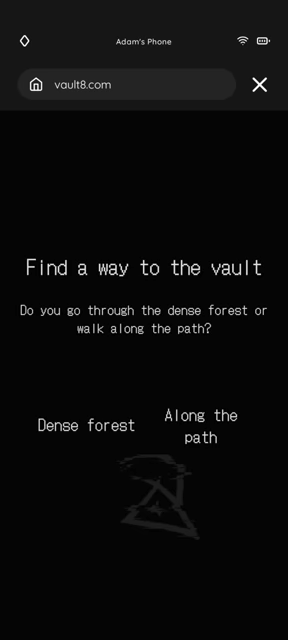 Adam's Phone
vault8.com
Find a way to the vault
Do you go through the dense forest or
walk along the path?
Dense forest
Along the
path